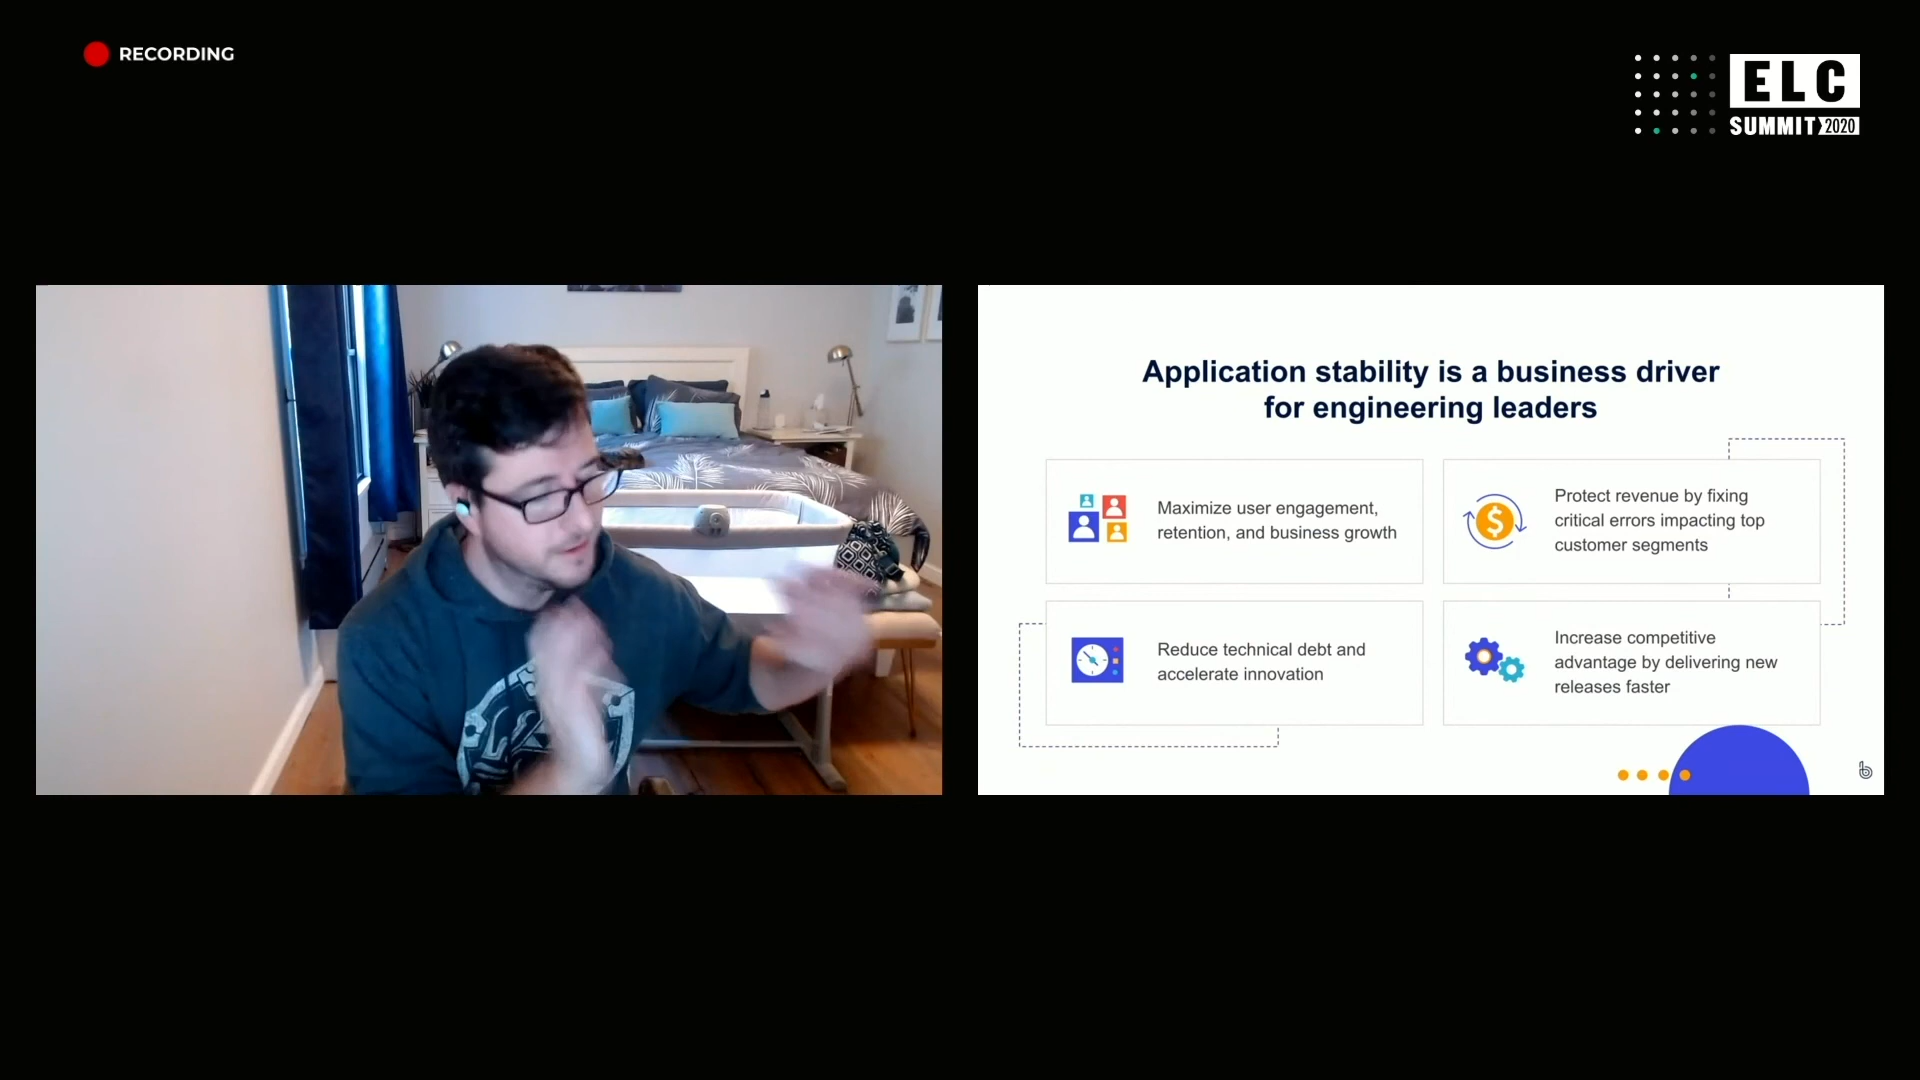 RECORDING
ELC
SUMMIT 2020
Application stability is a business driver
for engineering leaders
Maximize user engagement,
retention, and business growth
Protect revenue by fixing
critical errors impacting top
customer segments
Reduce technical debt and
accelerate innovation
Increase competitive
advantage by delivering new
releases faster